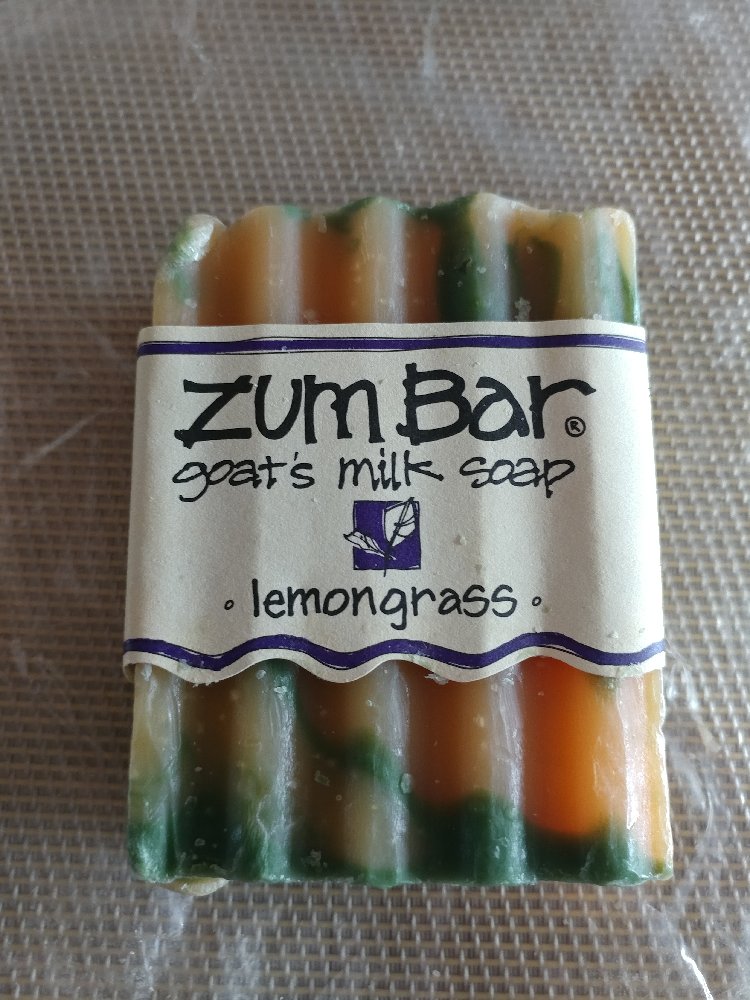 zum Bar®
goat's milk soap
• lemongrass •